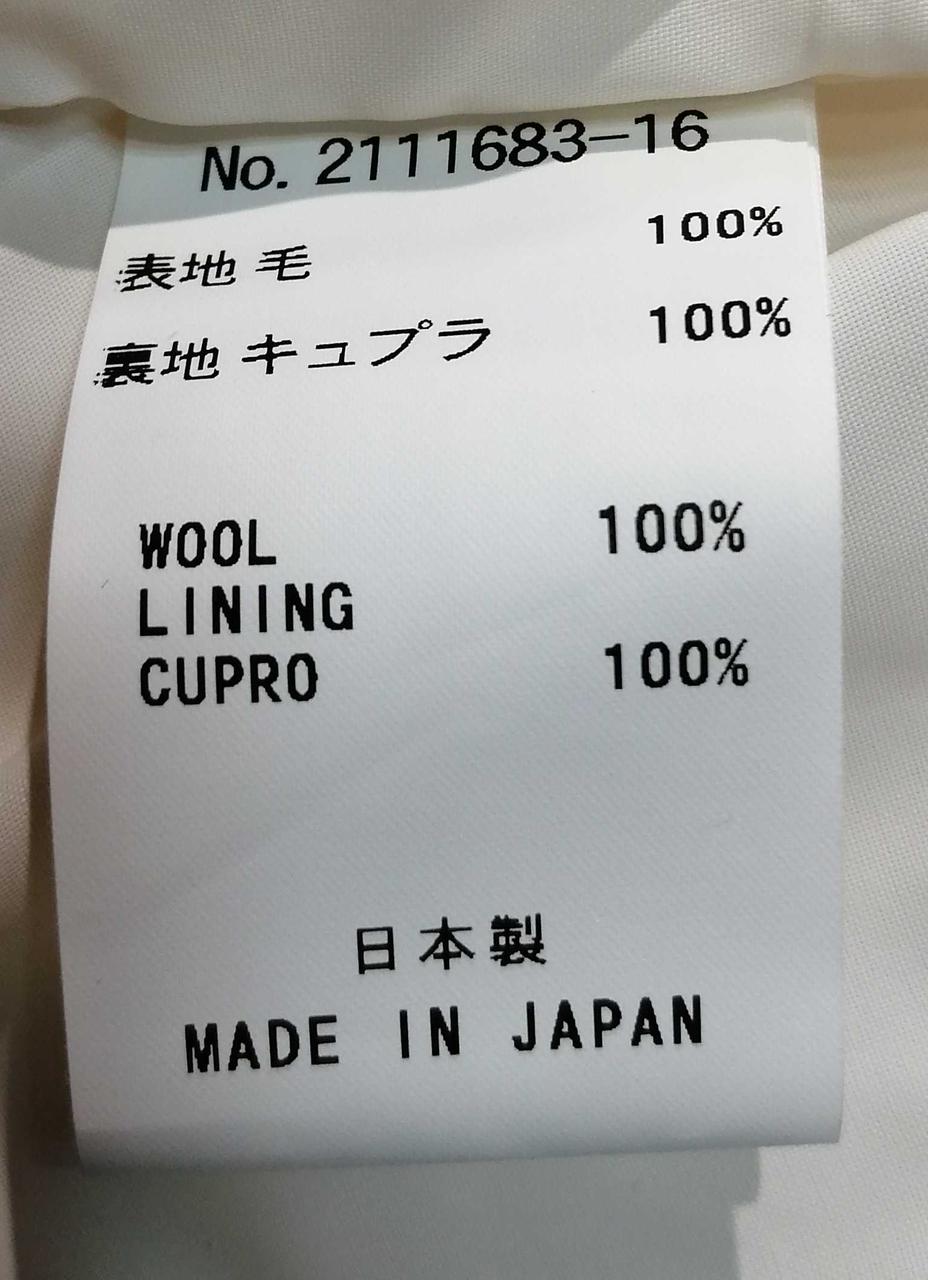 No. 2111683-16
表地 毛 100%
裏地 キュプラ 100%
WOOL 100%
LINING
CUPRO 100%
日本製
MADE IN JAPAN